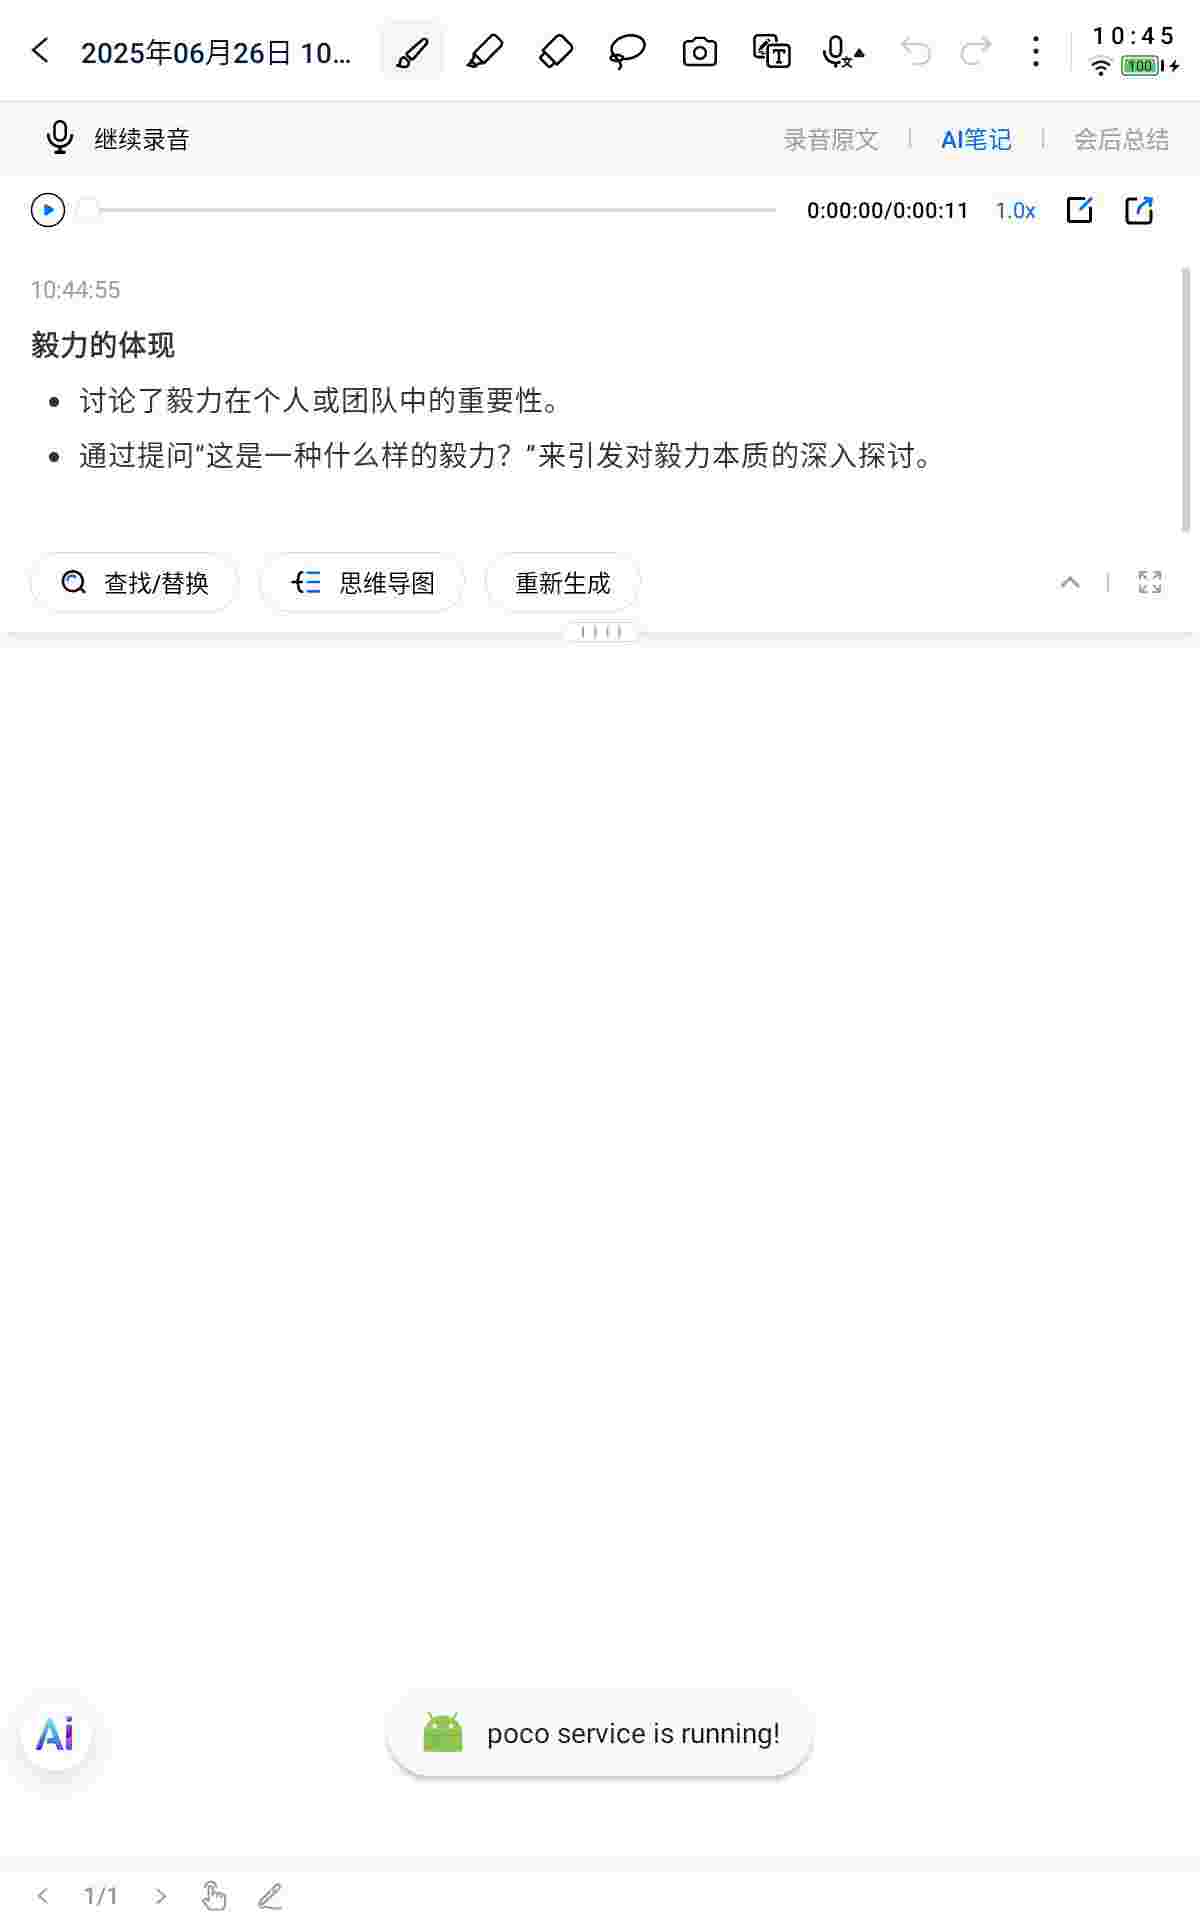 2025年06月26日 10...
10:45
100
继续录音
录音原文
AI笔记
会后总结
0:00:00/0:00:11
1.0x
10:44:55
毅力的体现
• 讨论了毅力在个人或团队中的重要性。
• 通过提问“这是一种什么样的毅力？”来引发对毅力本质的深入探讨。
查找/替换
思维导图
重新生成
Ai
poco service is running!
1/1